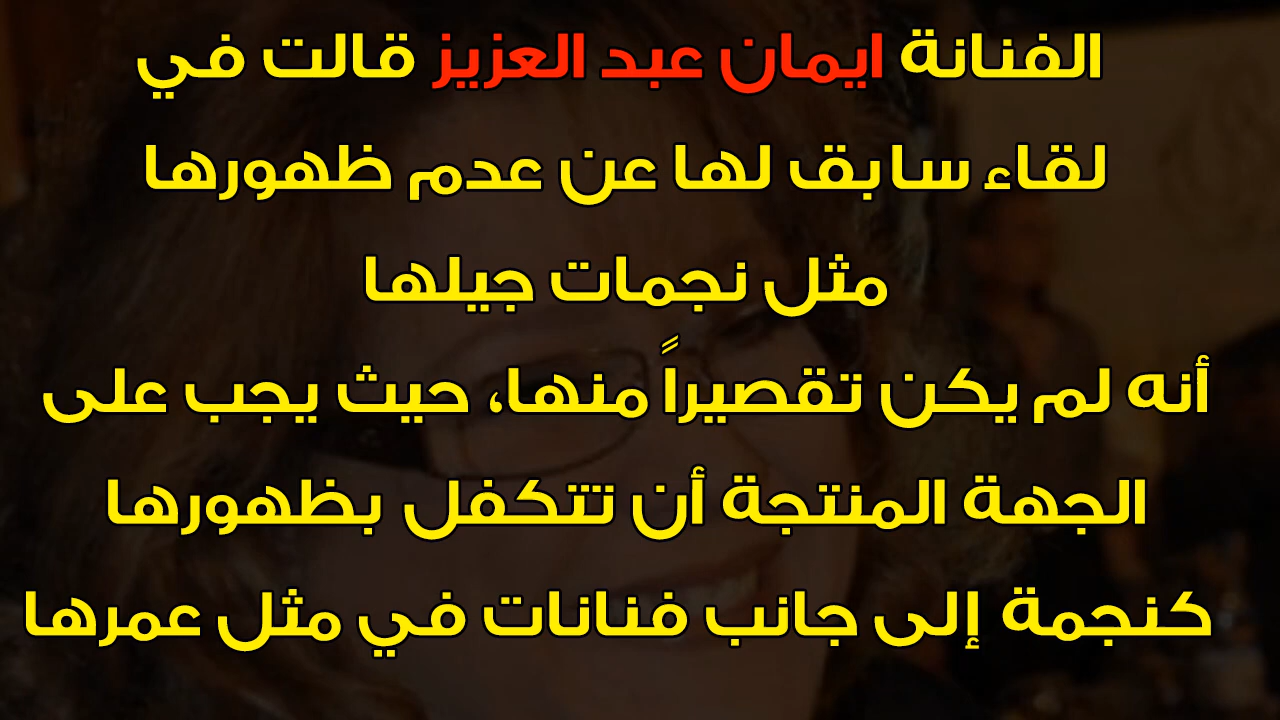 الفنانة ايمان عبد العزيز قالت في
لقاء سابق لها عن عدم ظهورها
مثل نجمات جيلها
أنه لم يكن تقصيراً منها، حيث يجب على
الجهة المنتجة أن تتكفل بظهورها
كنجمة إلى جانب فنانات في مثل عمرها